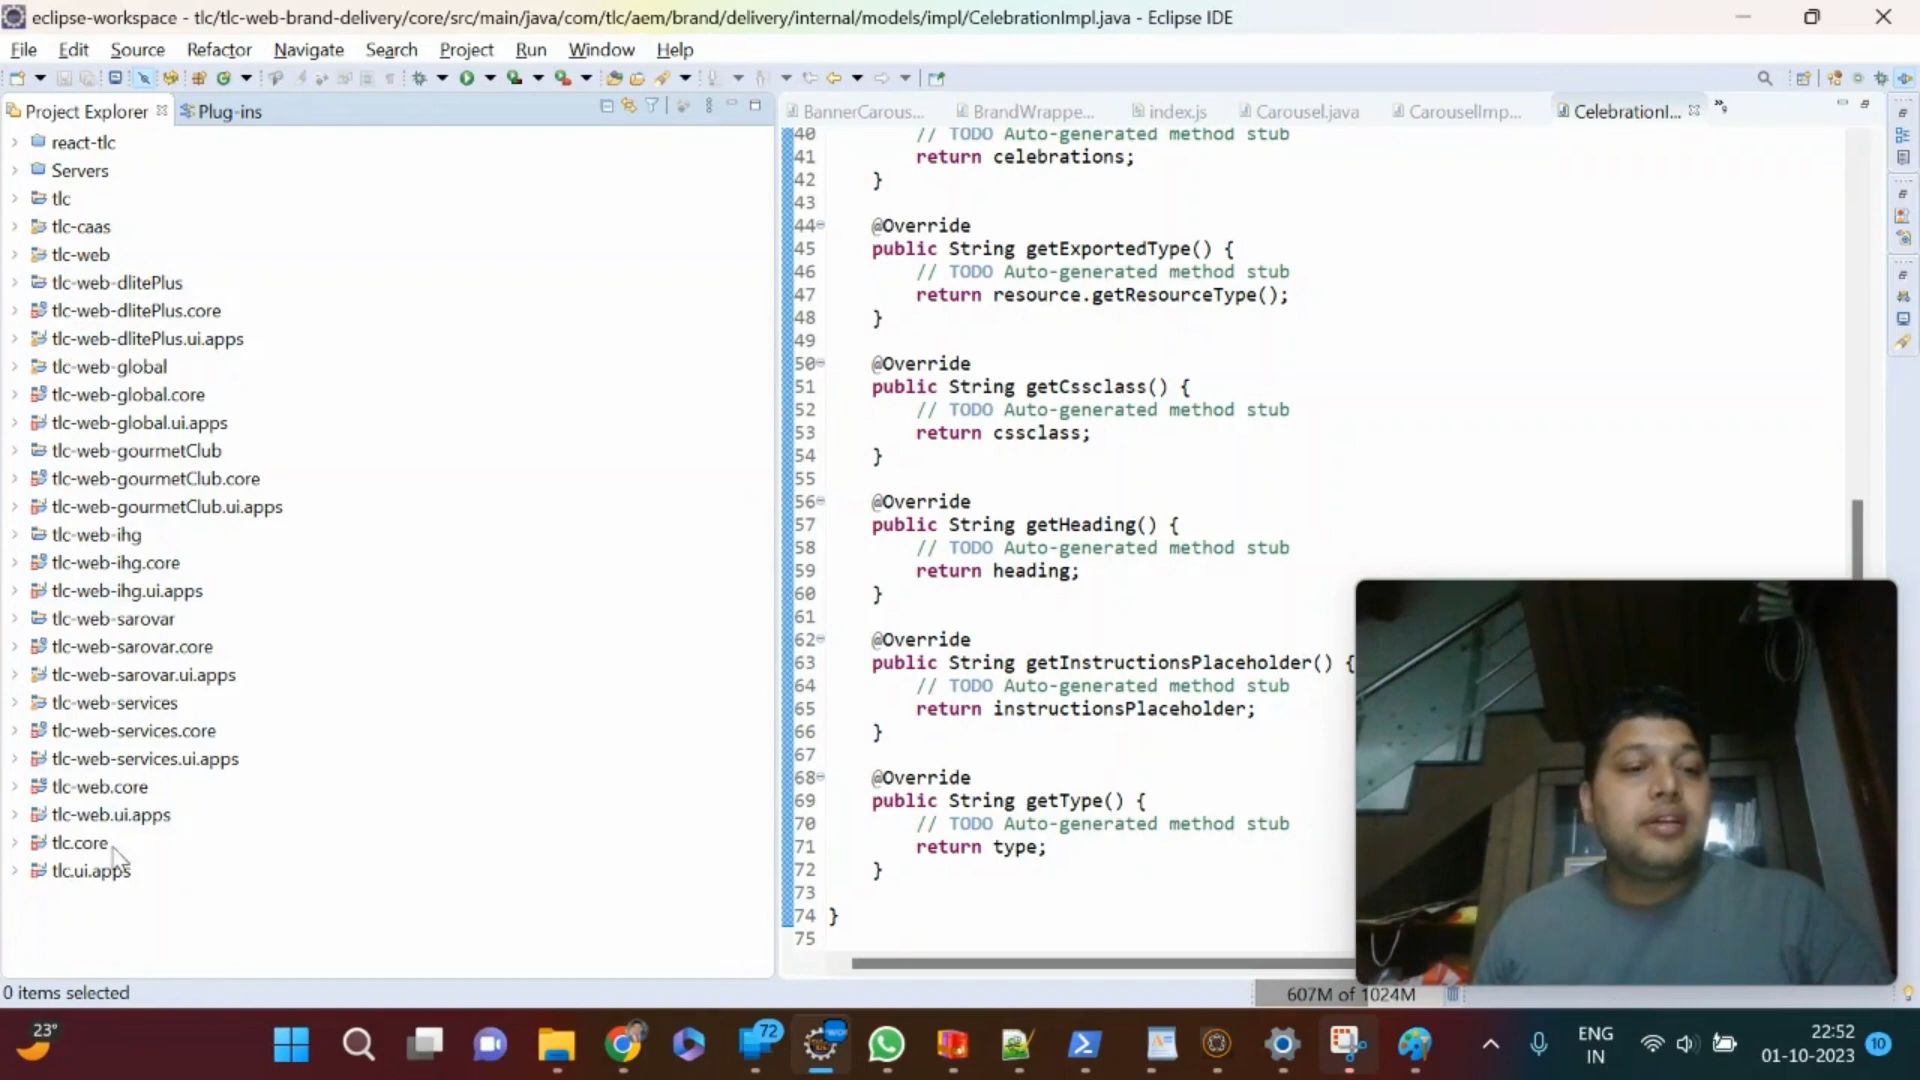 eclipse-workspace - tlc/tlc-web-brand-delivery/core/src/main/java/com/tlc/aem/brand/delivery/internal/models/impl/CelebrationImpl.java - Eclipse IDE
File Edit Source Refactor Navigate Search Project Run Window Help
Project Explorer Plug-ins
BannerCarous... BrandWrappe... index.js Carousel.java CarouselImp... CelebrationI...
react-tlc
Servers
tlc
tlc-caas
tlc-web
tlc-web-dlitePlus
tlc-web-dlitePlus.core
tlc-web-dlitePlus.ui.apps
tlc-web-global
tlc-web-global.core
tlc-web-global.ui.apps
tlc-web-gourmetClub
tlc-web-gourmetClub.core
tlc-web-gourmetClub.ui.apps
tlc-web-ihg
tlc-web-ihg.core
tlc-web-ihg.ui.apps
tlc-web-sarovar
tlc-web-sarovar.core
tlc-web-sarovar.ui.apps
tlc-web-services
tlc-web-services.core
tlc-web-services.ui.apps
tlc-web.core
tlc-web.ui.apps
tlc.core
tlc.ui.apps
40 // TODO Auto-generated method stub
41 return celebrations;
42 }
43
44 @Override
45 public String getExportedType() {
46 // TODO Auto-generated method stub
47 return resource.getResourceType();
48 }
49
50 @Override
51 public String getCssclass() {
52 // TODO Auto-generated method stub
53 return cssclass;
54 }
55
56 @Override
57 public String getHeading() {
58 // TODO Auto-generated method stub
59 return heading;
60 }
61
62 @Override
63 public String getInstructionsPlaceholder() {
64 // TODO Auto-generated method stub
65 return instructionsPlaceholder;
66 }
67
68 @Override
69 public String getType() {
70 // TODO Auto-generated method stub
71 return type;
72 }
73
74 }
75
0 items selected
607M of 1024M
23°
72
ENG
IN
22:52
01-10-2023
10